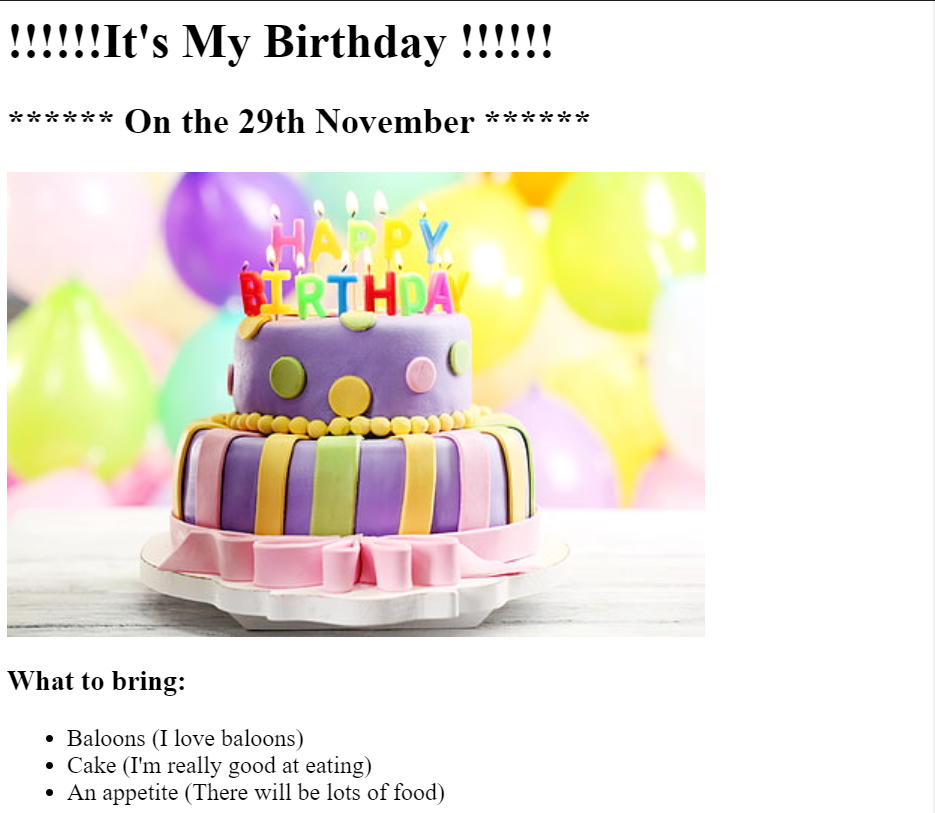 !!!!!!It's My Birthday !!!!!!
****** On the 29th November ******
HAPPY
BIRTHDAY
What to bring:
Baloons (I love baloons)
Cake (I'm really good at eating)
An appetite (There will be lots of food)